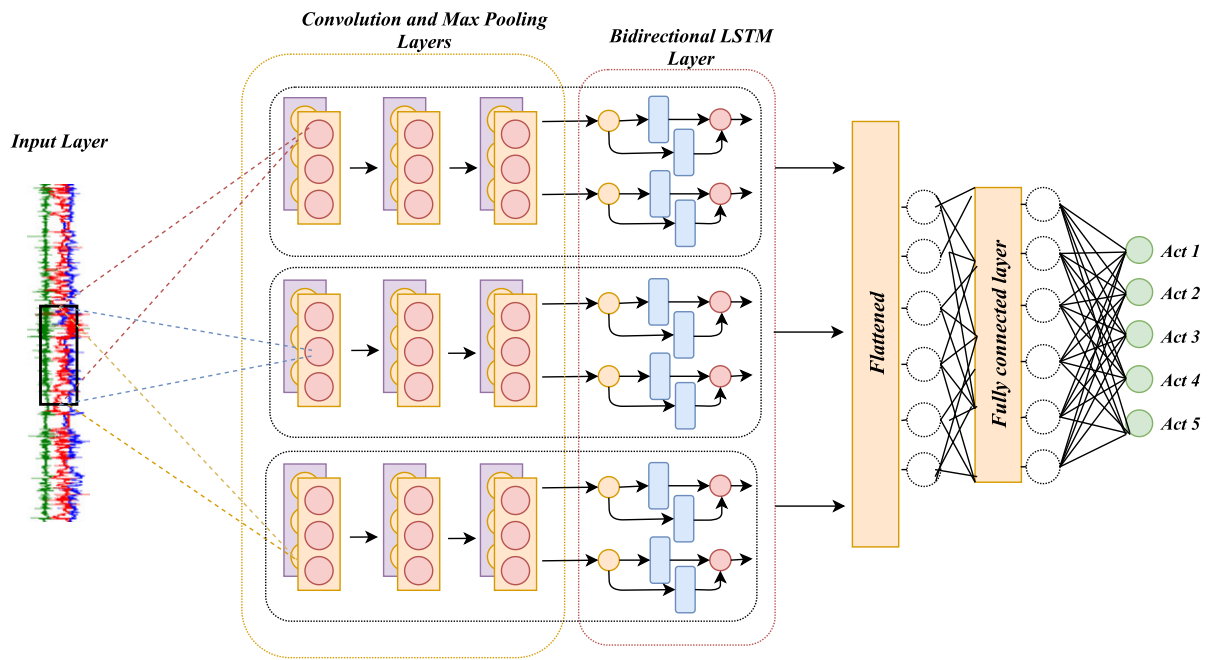 Convolution and Max Pooling
Layers
Bidirectional LSTM
Layer
Input Layer
Flattened
Fully connected layer
Act 1
Act 2
Act 3
Act 4
Act 5